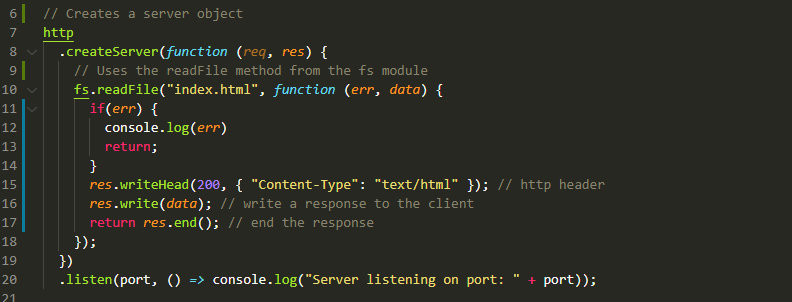 6 // Creates a server object
7 http
8 .createServer(function (req, res) {
9 // Uses the readFile method from the fs module
10 fs.readFile("index.html", function (err, data) {
11 if(err) {
12 console.log(err)
13 return;
14 }
15 res.writeHead(200, { "Content-Type": "text/html" }); // http header
16 res.write(data); // write a response to the client
17 return res.end(); // end the response
18 });
19 })
20 .listen(port, () => console.log("Server listening on port: " + port));
21